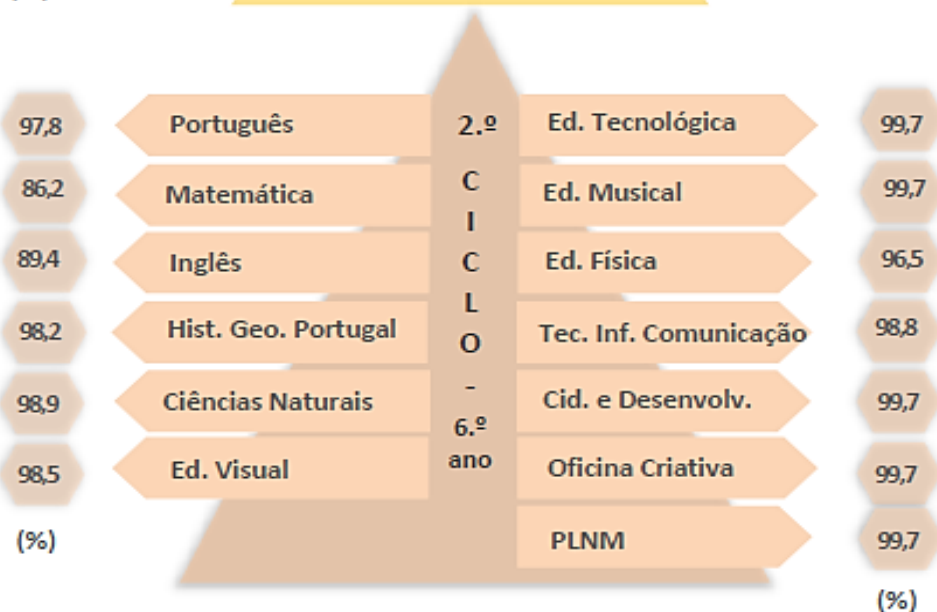 97,8 Português 2.º Ed. Tecnológica 99,7
86,2 Matemática C Ed. Musical 99,7
I
89,4 Inglês C Ed. Física 96,5
L
98,2 Hist. Geo. Portugal O Tec. Inf. Comunicação 98,8
-
98,9 Ciências Naturais 6.º Cid. e Desenvolv. 99,7
98,5 Ed. Visual ano Oficina Criativa 99,7
(%) PLNM 99,7
(%)